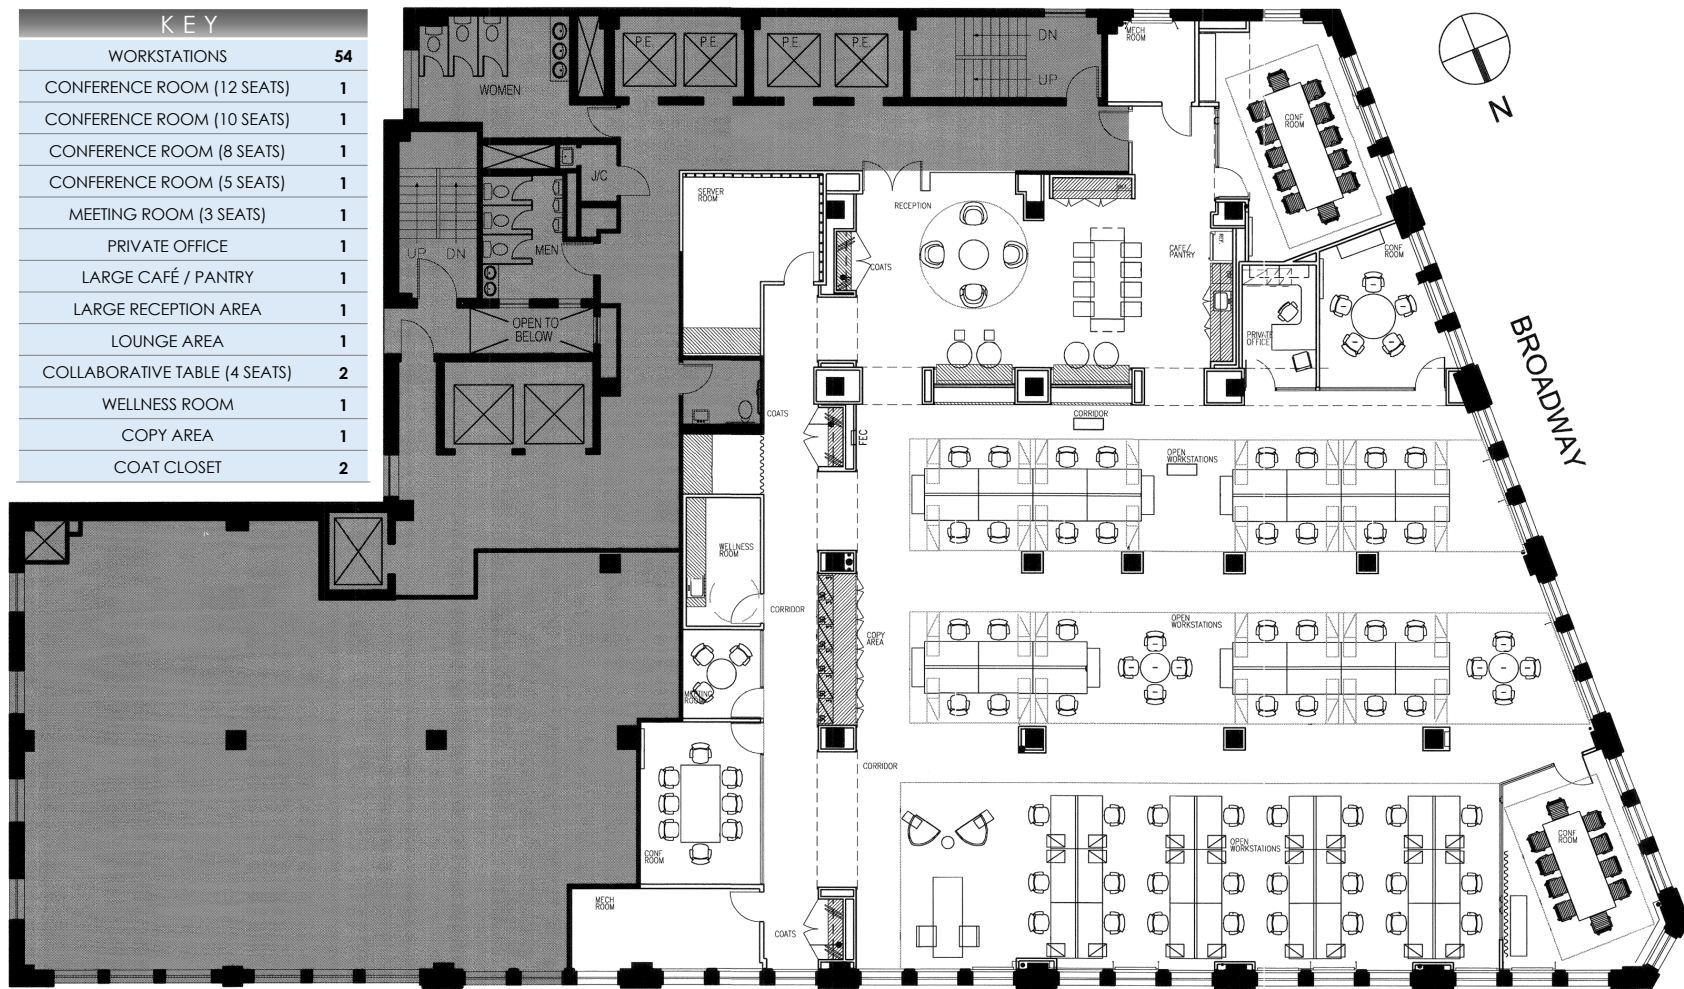 KEY
WORKSTATIONS 54
CONFERENCE ROOM (12 SEATS) 1
CONFERENCE ROOM (10 SEATS) 1
CONFERENCE ROOM (8 SEATS) 1
CONFERENCE ROOM (5 SEATS) 1
MEETING ROOM (3 SEATS) 1
PRIVATE OFFICE 1
LARGE CAFÉ / PANTRY 1
LARGE RECEPTION AREA 1
LOUNGE AREA 1
COLLABORATIVE TABLE (4 SEATS) 2
WELLNESS ROOM 1
COPY AREA 1
COAT CLOSET 2
WOMEN
P.E.
P.E.
P.E.
P.E.
DN
UP
MECH
ROOM
CONF
ROOM
N
J/C
MEN
UP DN
OPEN TO
BELOW
SERVER
ROOM
RECEPTION
COATS
CAFE/
PANTRY
REF.
PRIVATE
OFFICE
CONF
ROOM
BROADWAY
COATS
FEC
CORRIDOR
OPEN
WORKSTATIONS
WELLNESS
ROOM
CORRIDOR
COPY
AREA
OPEN
WORKSTATIONS
MEETING
ROOM
CORRIDOR
CONF
ROOM
OPEN
WORKSTATIONS
CONF
ROOM
MECH
ROOM
COATS